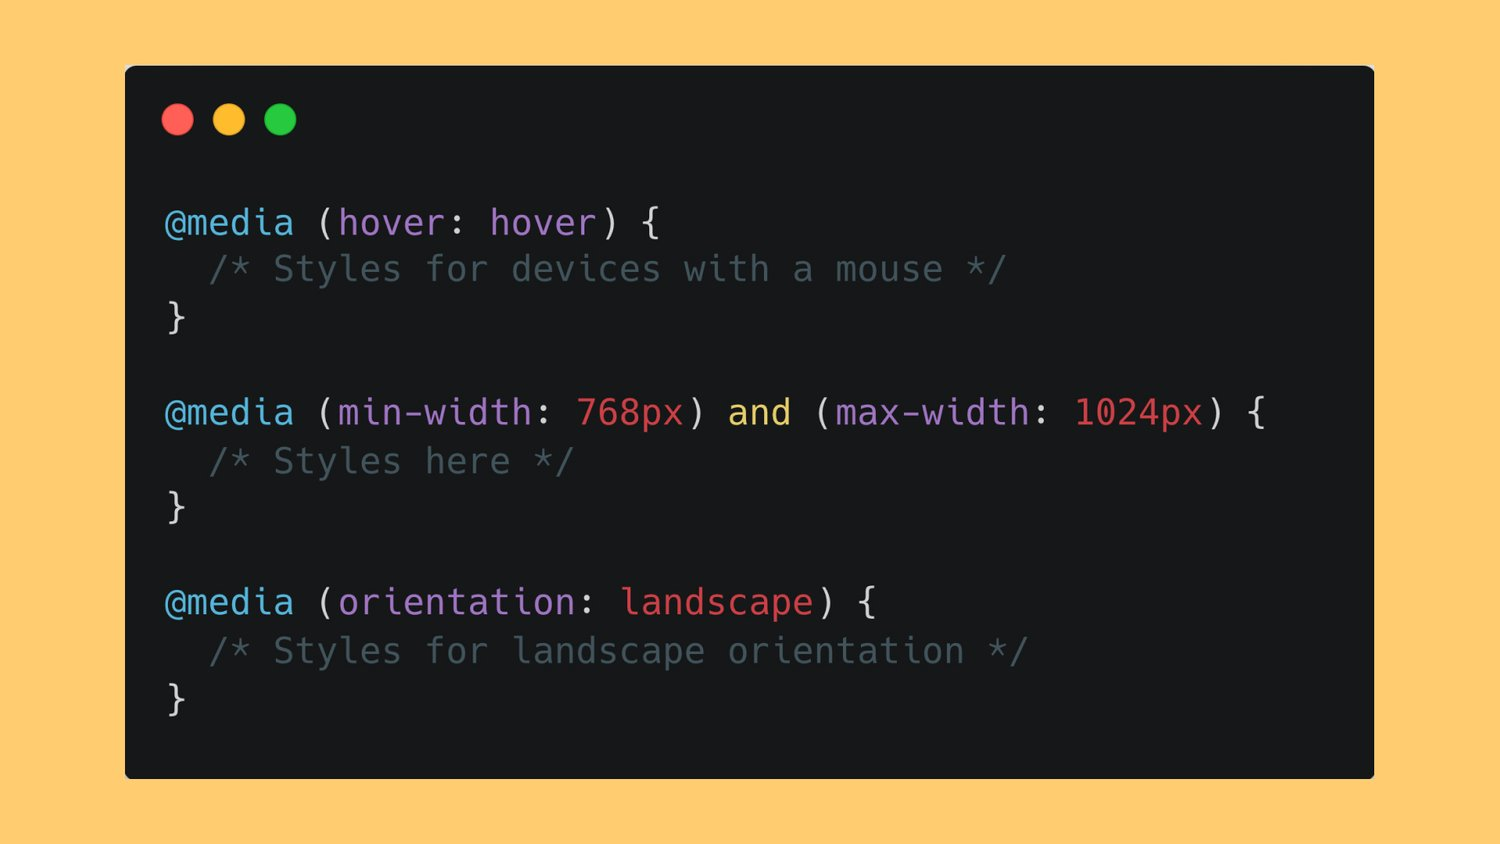 @media (hover: hover) {
  /* Styles for devices with a mouse */
}
@media (min-width: 768px) and (max-width: 1024px) {
  /* Styles here */
}
@media (orientation: landscape) {
  /* Styles for landscape orientation */
}